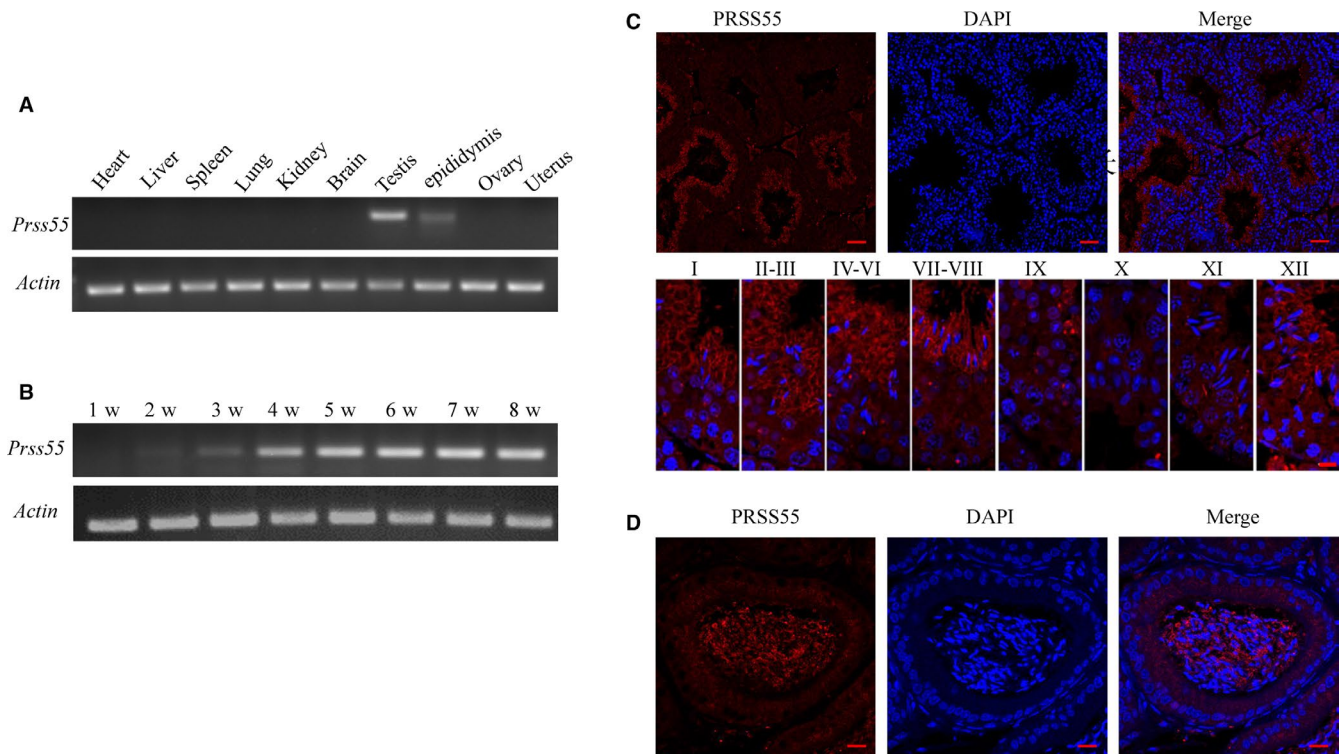 A
Heart Liver Spleen Lung Kidney Brain Testis epididymis Ovary Uterus
Prss55
Actin
B
1 w 2 w 3 w 4 w 5 w 6 w 7 w 8 w
Prss55
Actin
C
PRSS55 DAPI Merge
I II-III IV-VI VII-VIII IX X XI XII
D
PRSS55 DAPI Merge